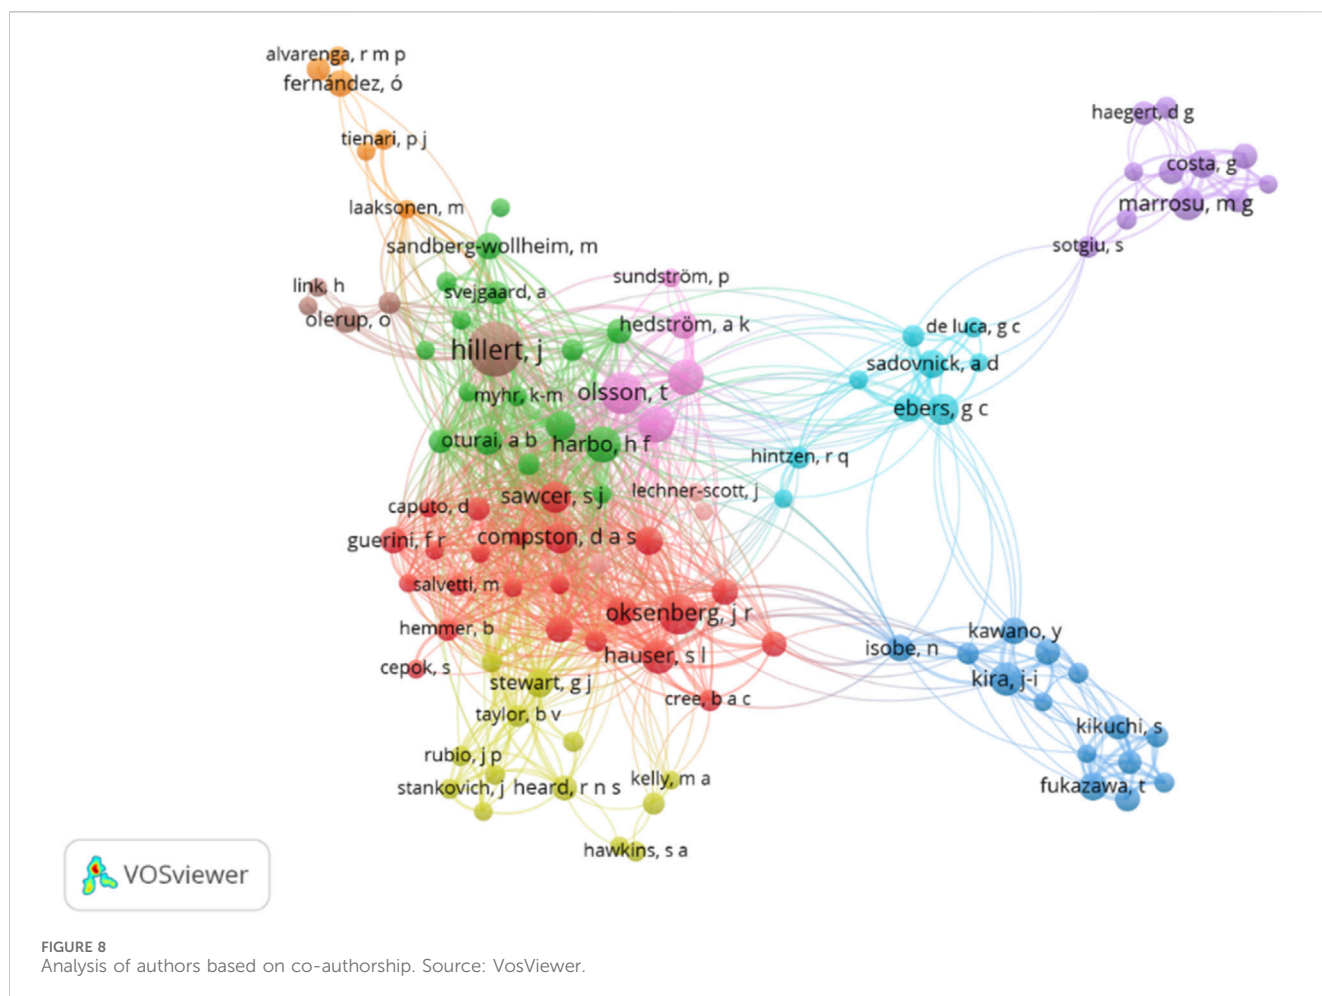 alvarenga, r m p
fernández, ó
haegert, d g
tienari, p j
costa, g
laaksonen, m
marrosu, m g
sandberg-wollheim, m
sotgiu, s
sundström, p
link, h
svejgaard, a
olerup, o
hedström, a k
de luca, g c
hillert, j
sadovnick, a d
olsson, t
myhr, k-m
ebers, g c
oturai, a b
harbo, h f
hintzen, r q
lechner-scott, j
sawcer, s j
caputo, d
guerini, f r
compston, d a s
salvetti, m
oksenberg, j r
hemmer, b
kawano, y
isobe, n
hauser, s l
cepok, s
kira, j-i
stewart, g j
cree, b a c
taylor, b v
kikuchi, s
rubio, j p
kelly, m a
stankovich, j
heard, r n s
fukazawa, t
hawkins, s a
VOSviewer
FIGURE 8
Analysis of authors based on co-authorship. Source: VosViewer.